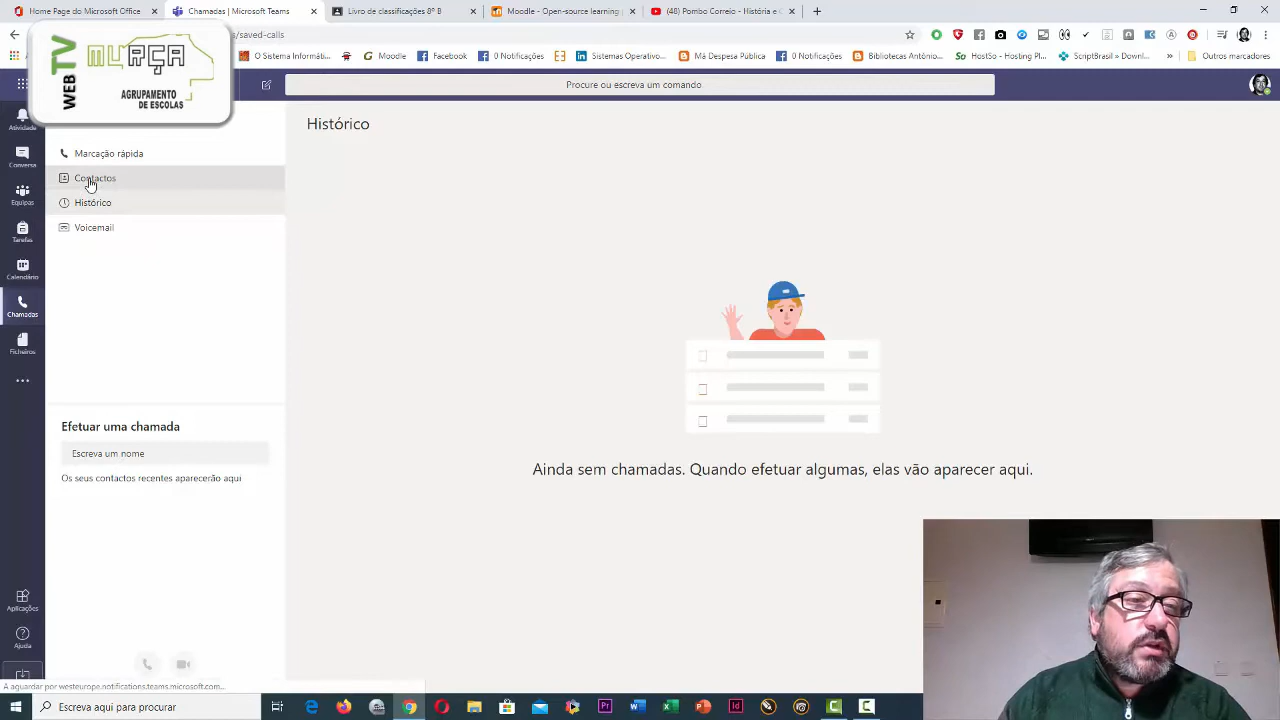 Home Page do Microsoft Office
Chamadas | Microsoft Teams
Livro de classificações 8º B
Moodle - Open-source learning
(48) Pombo Correio - História e C
s/saved-calls
O Sistema Informátic
Moodle
Facebook
0 Notificações
Sistemas Operativo...
Má Despesa Pública
Biblioteca António...
0 Notificações
HostSo - Hosting Pl...
ScriptBrasil » Downl...
Outros marcadores
WEB TV
MURÇA
AGRUPAMENTO
DE ESCOLAS
Procure ou escreva um comando
Atividade
Conversa
Equipas
Tarefas
Calendário
Chamadas
Ficheiros
Aplicações
Ajuda
Marcação rápida
Contactos
Histórico
Voicemail
Efetuar uma chamada
Escreva um nome
Os seus contactos recentes aparecerão aqui
Histórico
Ainda sem chamadas. Quando efetuar algumas, elas vão aparecer aqui.
A aguardar por westeurope.notifications.teams.microsoft.com...
Escreva aqui para procurar